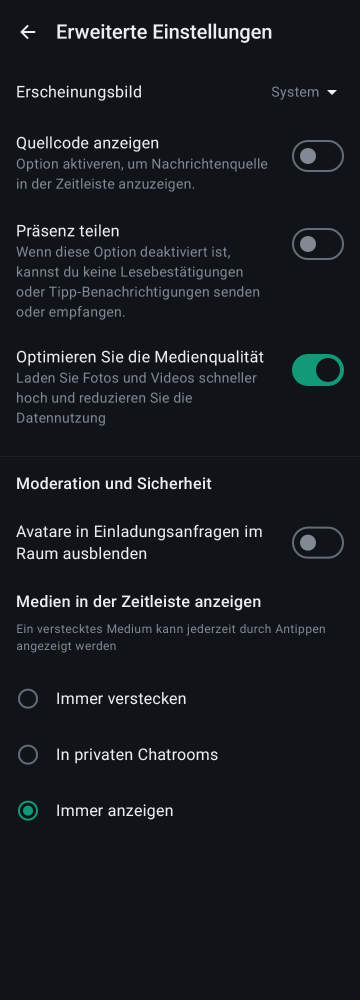 Erweiterte Einstellungen
Erscheinungsbild
System
Quellcode anzeigen
Option aktivieren, um Nachrichtenquelle
in der Zeitleiste anzuzeigen.
Präsenz teilen
Wenn diese Option deaktiviert ist,
kannst du keine Lesebestätigungen
oder Tipp-Benachrichtigungen senden
oder empfangen.
Optimieren Sie die Medienqualität
Laden Sie Fotos und Videos schneller
hoch und reduzieren Sie die
Datennutzung
Moderation und Sicherheit
Avatare in Einladungsanfragen im
Raum ausblenden
Medien in der Zeitleiste anzeigen
Ein verstecktes Medium kann jederzeit durch Antippen
angezeigt werden
Immer verstecken
In privaten Chatrooms
Immer anzeigen